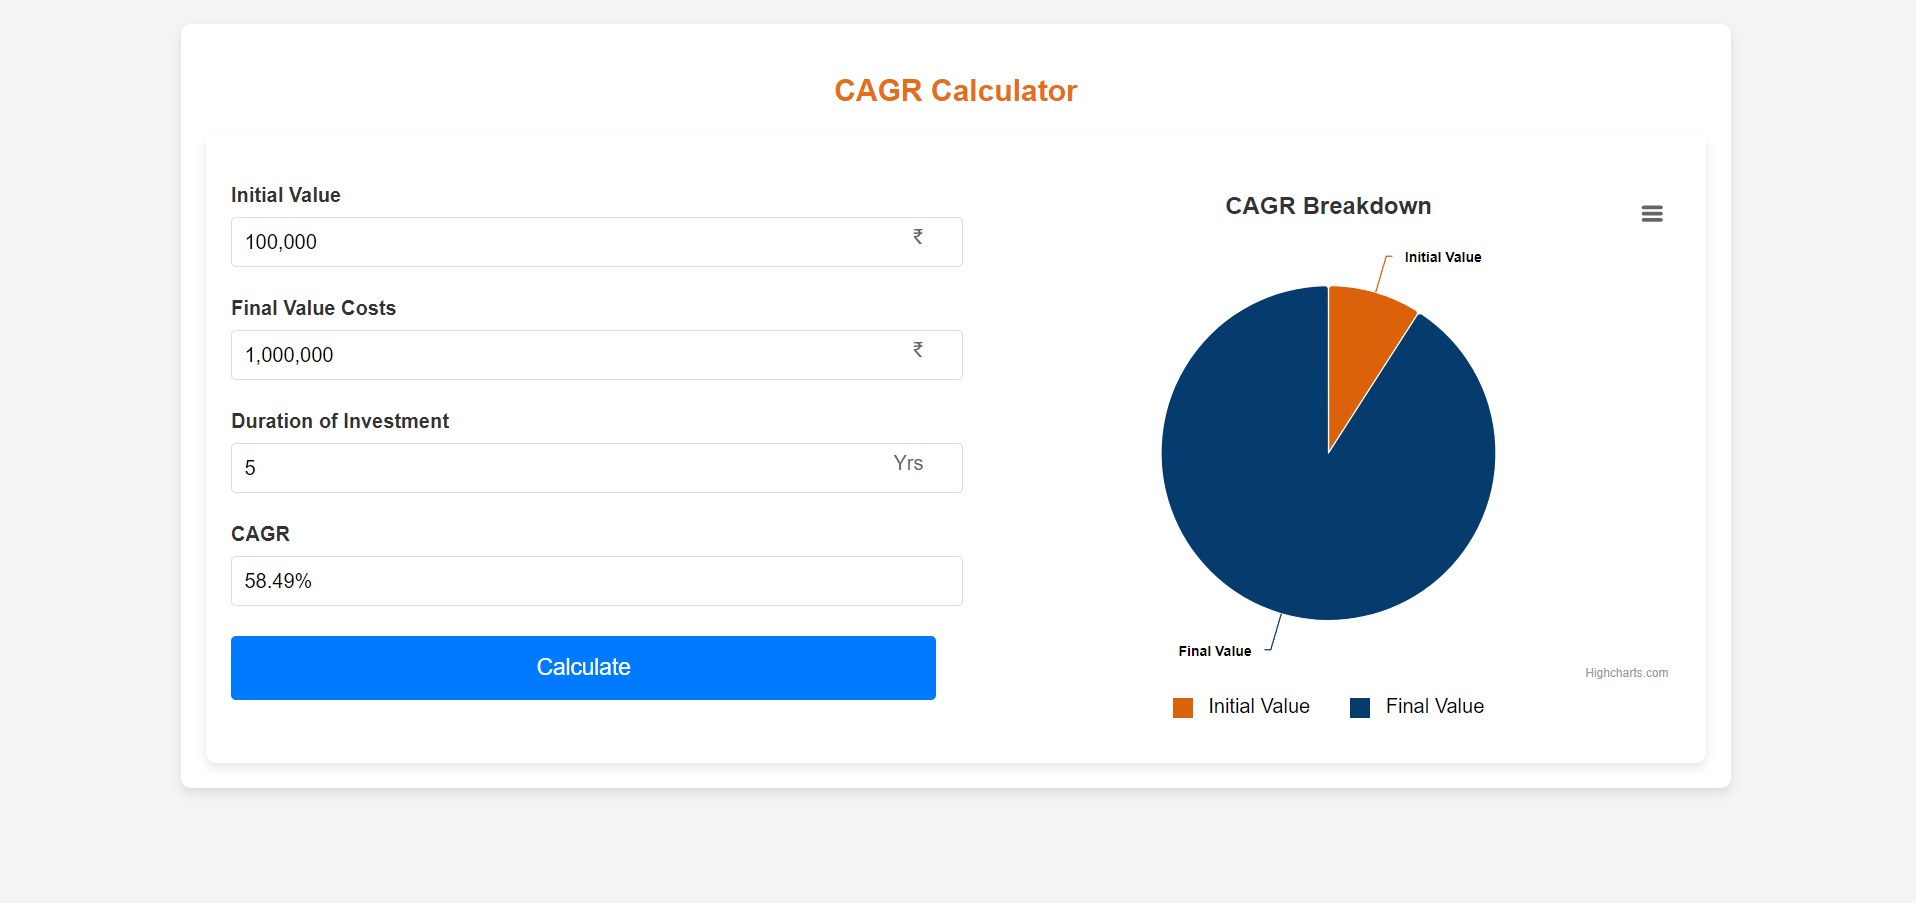 CAGR Calculator
Initial Value
100,000 ₹
Final Value Costs
1,000,000 ₹
Duration of Investment
5 Yrs
CAGR
58.49%
Calculate
CAGR Breakdown
Initial Value
Final Value
Highcharts.com
Initial Value Final Value